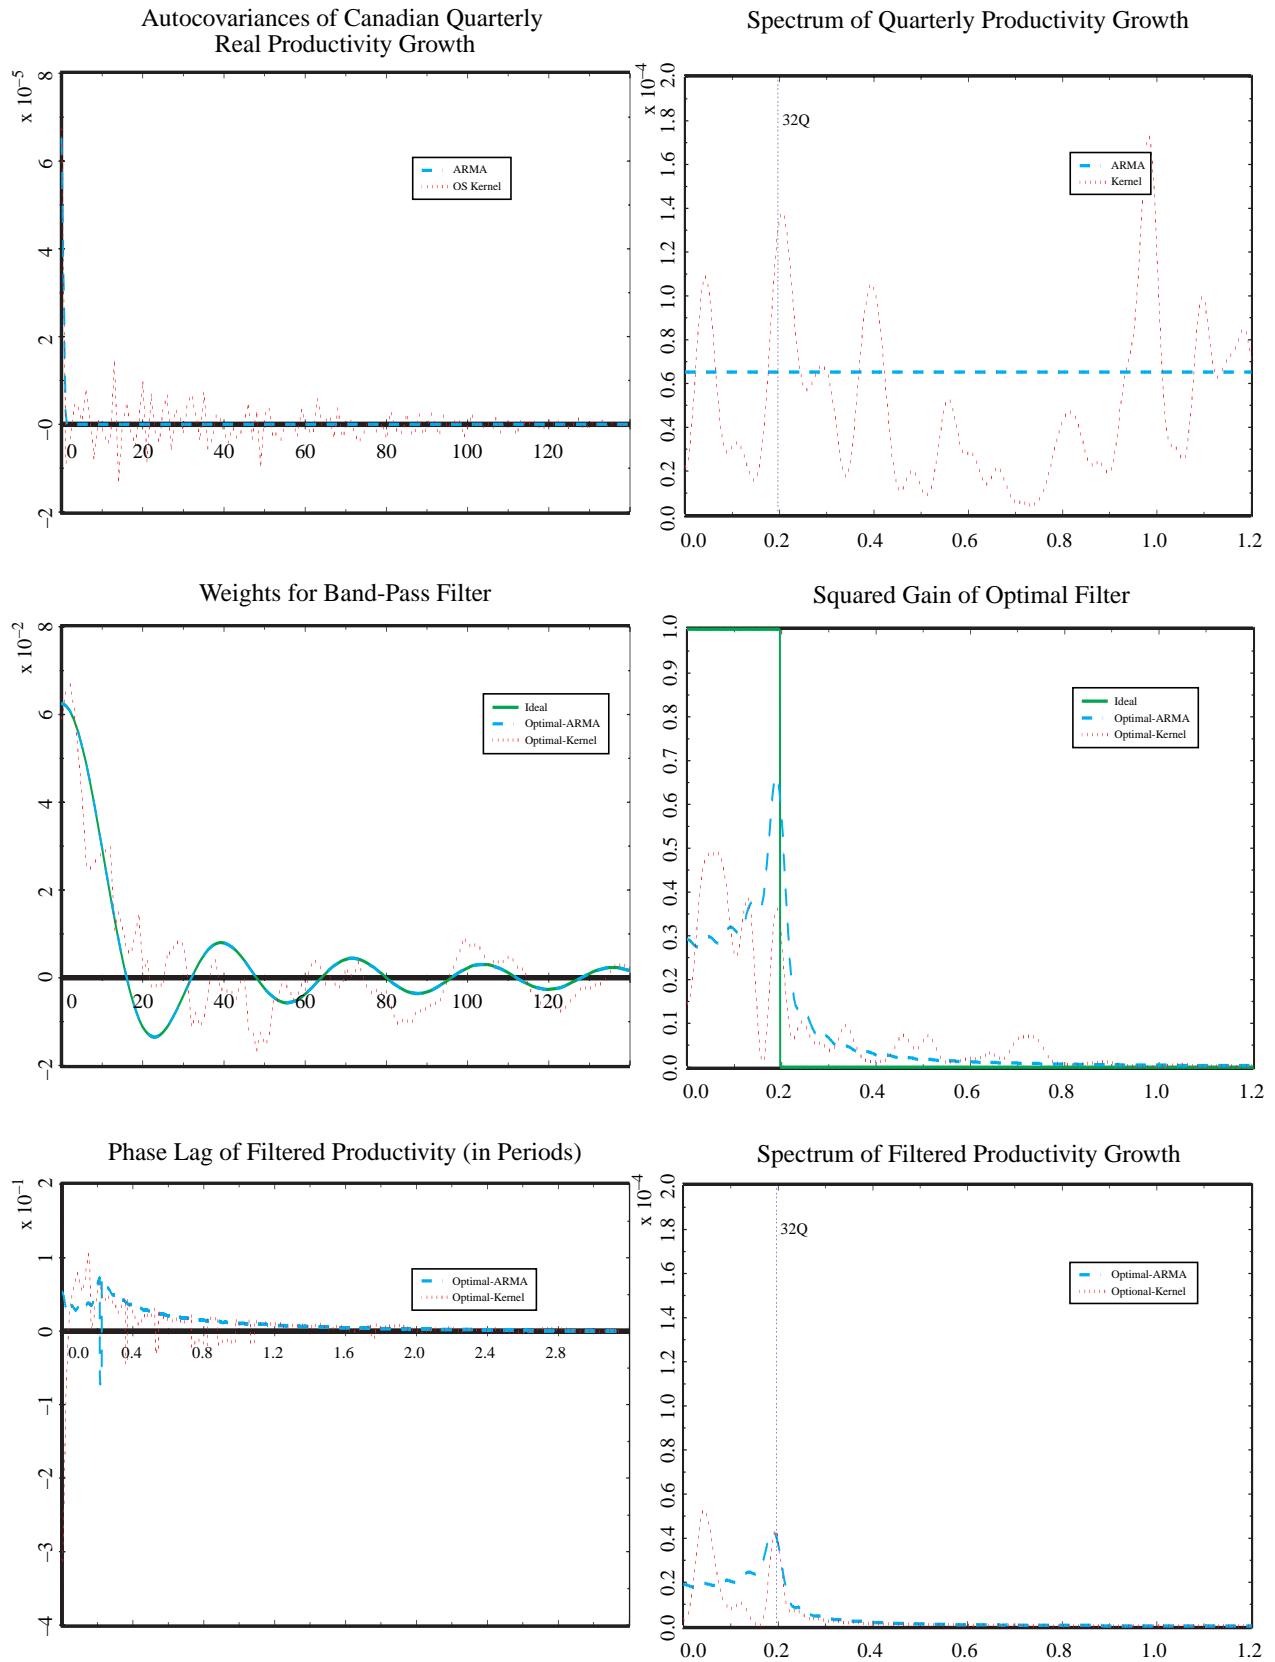 Autocovariances of Canadian Quarterly
Real Productivity Growth
x 10⁻⁵
8
6
4
2
−0
−2
0 20 40 60 80 100 120
ARMA
OS Kernel
Spectrum of Quarterly Productivity Growth
x 10⁻⁴
2.0
1.8
1.6
1.4
1.2
1.0
0.8
0.6
0.4
0.2
0.0
0.0 0.2 0.4 0.6 0.8 1.0 1.2
32Q
ARMA
Kernel
Weights for Band-Pass Filter
x 10⁻²
8
6
4
2
0
−2
0 20 40 60 80 100 120
Ideal
Optimal-ARMA
Optimal-Kernel
Squared Gain of Optimal Filter
1.0
0.9
0.8
0.7
0.6
0.5
0.4
0.3
0.2
0.1
0.0
0.0 0.2 0.4 0.6 0.8 1.0 1.2
Ideal
Optimal-ARMA
Optimal-Kernel
Phase Lag of Filtered Productivity (in Periods)
x 10⁻¹
2
1
0
−1
−2
−3
−4
0.0 0.4 0.8 1.2 1.6 2.0 2.4 2.8
Optimal-ARMA
Optimal-Kernel
Spectrum of Filtered Productivity Growth
x 10⁻⁴
2.0
1.8
1.6
1.4
1.2
1.0
0.8
0.6
0.4
0.2
0.0
0.0 0.2 0.4 0.6 0.8 1.0 1.2
32Q
Optimal-ARMA
Optional-Kernel